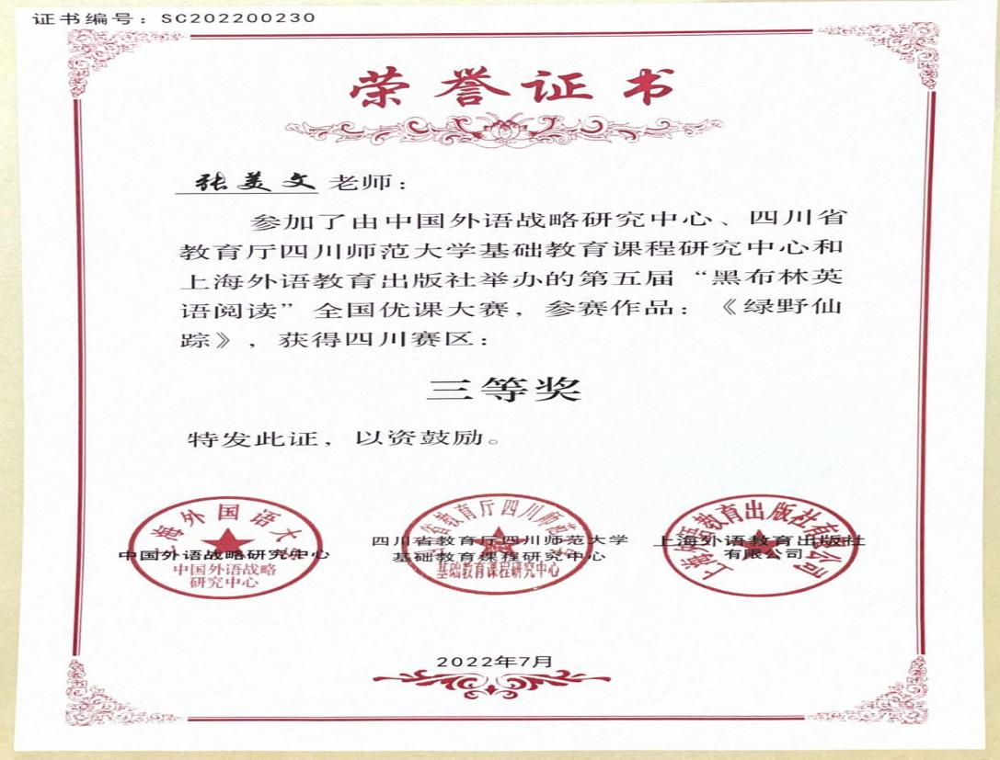 证书编号：SC202200230
荣誉证书
张美文老师：
参加了由中国外语战略研究中心、四川省
教育厅四川师范大学基础教育课程研究中心和
上海外语教育出版社举办的第五届“黑布林英
语阅读”全国优课大赛，参赛作品：《绿野仙
踪》，获得四川赛区：
三等奖
特发此证，以资鼓励。
上海外国语大学
中国外语战略研究中心
中国外语战略
研究中心
四川省教育厅四川师范大学
四川省教育厅四川师范大学
基础教育课程研究中心
基础教育课程研究中心
上海外语教育出版社有限公司
上海外语教育出版社
有限公司
2022年7月